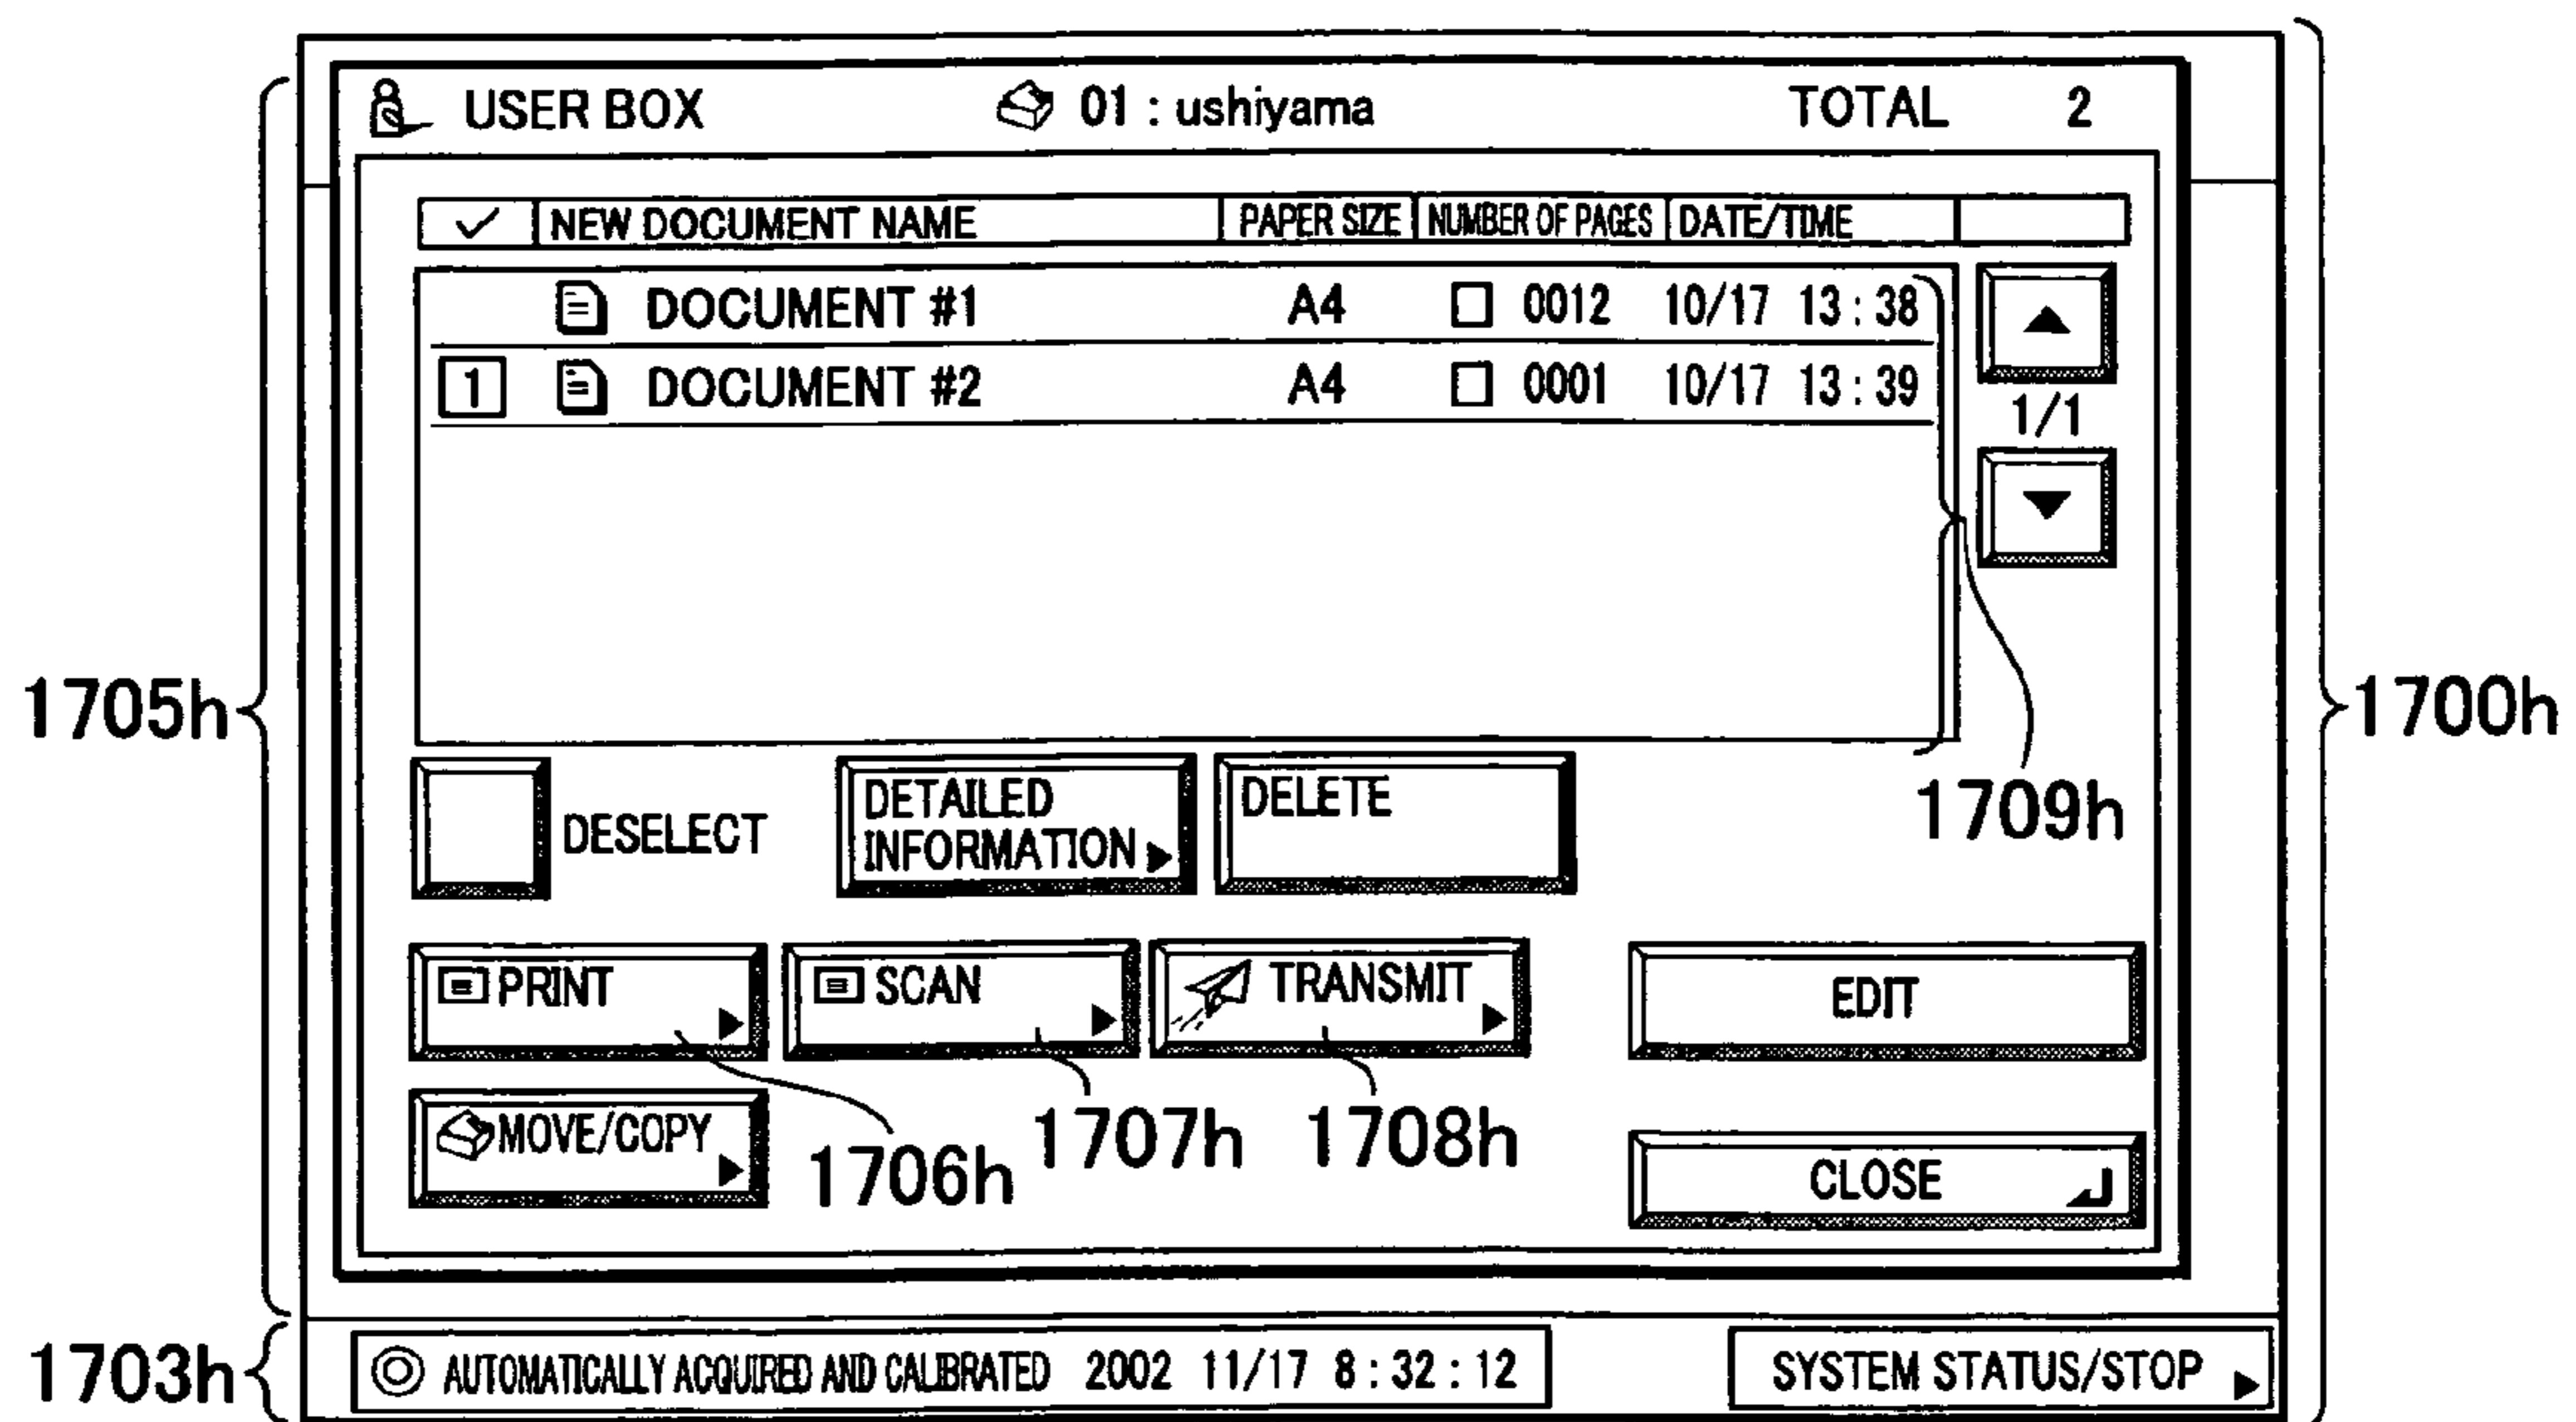 USER BOX 01 : ushiyama TOTAL 2
✓ NEW DOCUMENT NAME PAPER SIZE NUMBER OF PAGES DATE/TIME
DOCUMENT #1 A4 0012 10/17 13 : 38
1 DOCUMENT #2 A4 0001 10/17 13 : 39
1/1
1705h
1700h
1709h
DESELECT
DETAILED
INFORMATION
DELETE
PRINT SCAN TRANSMIT EDIT
MOVE/COPY
1706h 1707h 1708h
CLOSE
1703h
AUTOMATICALLY ACQUIRED AND CALIBRATED 2002 11/17 8 : 32 : 12 SYSTEM STATUS/STOP